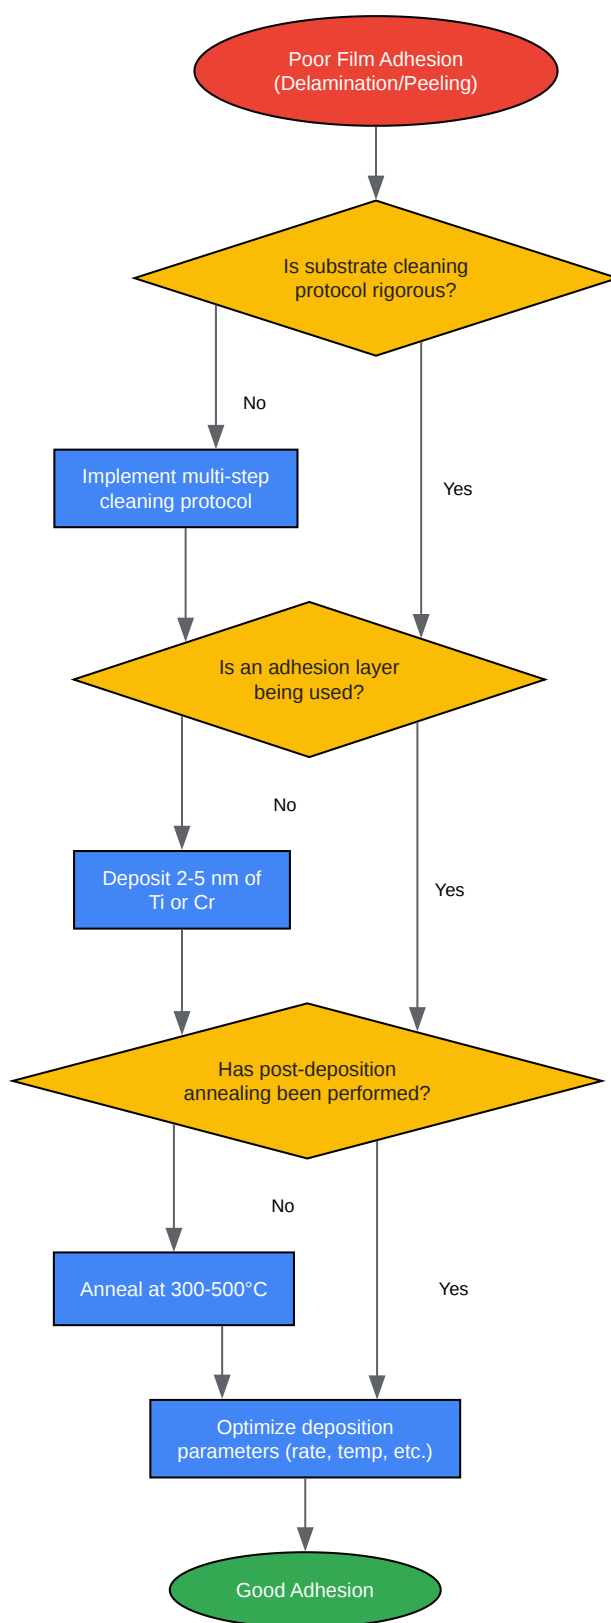 Poor Film Adhesion
(Delamination/Peeling)
Is substrate cleaning
protocol rigorous?
No
Implement multi-step
cleaning protocol
Yes
Is an adhesion layer
being used?
No
Deposit 2-5 nm of
Ti or Cr
Yes
Has post-deposition
annealing been performed?
No
Anneal at 300-500°C
Yes
Optimize deposition
parameters (rate, temp, etc.)
Good Adhesion